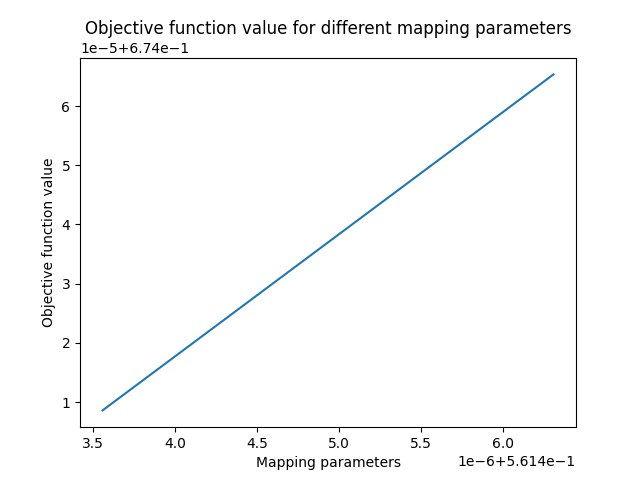 Objective function value for different mapping parameters
1e−5+6.74e−1
6
5
4
3
2
1
Objective function value
3.5 4.0 4.5 5.0 5.5 6.0
1e−6+5.614e−1
Mapping parameters